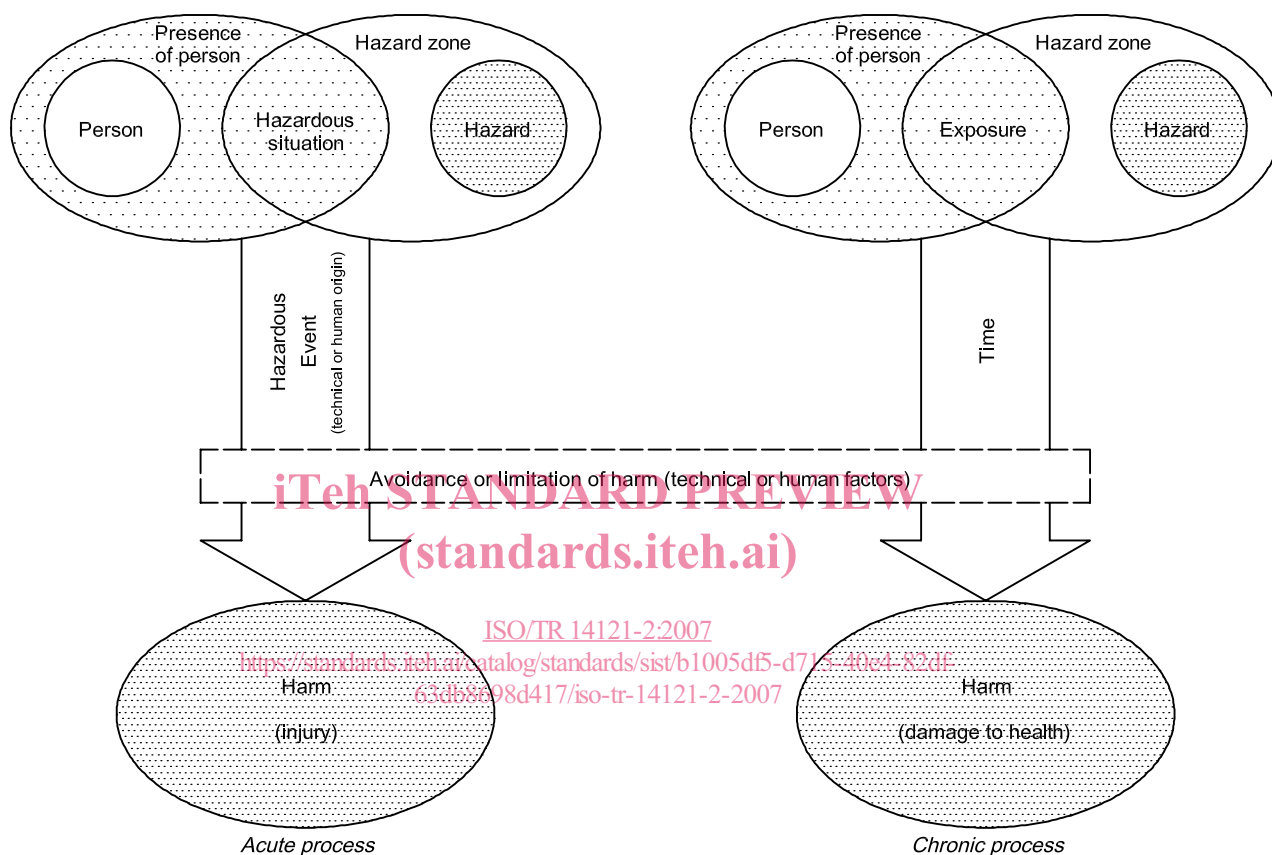 Presence
of person
Hazard zone
Person
Hazardous
situation
Hazard
Presence
of person
Hazard zone
Person
Exposure
Hazard
Hazardous
Event
(technical or human origin)
Time
Avoidance or limitation of harm (technical or human factors)
iTeh STANDARD PREVIEW
(standards.iteh.ai)
ISO/TR 14121-2:2007
https://standards.iteh.ai/catalog/standards/sist/b1005df5-d715-40e4-82df-
63db8698d417/iso-tr-14121-2-2007
Harm
(injury)
Harm
(damage to health)
Acute process
Chronic process